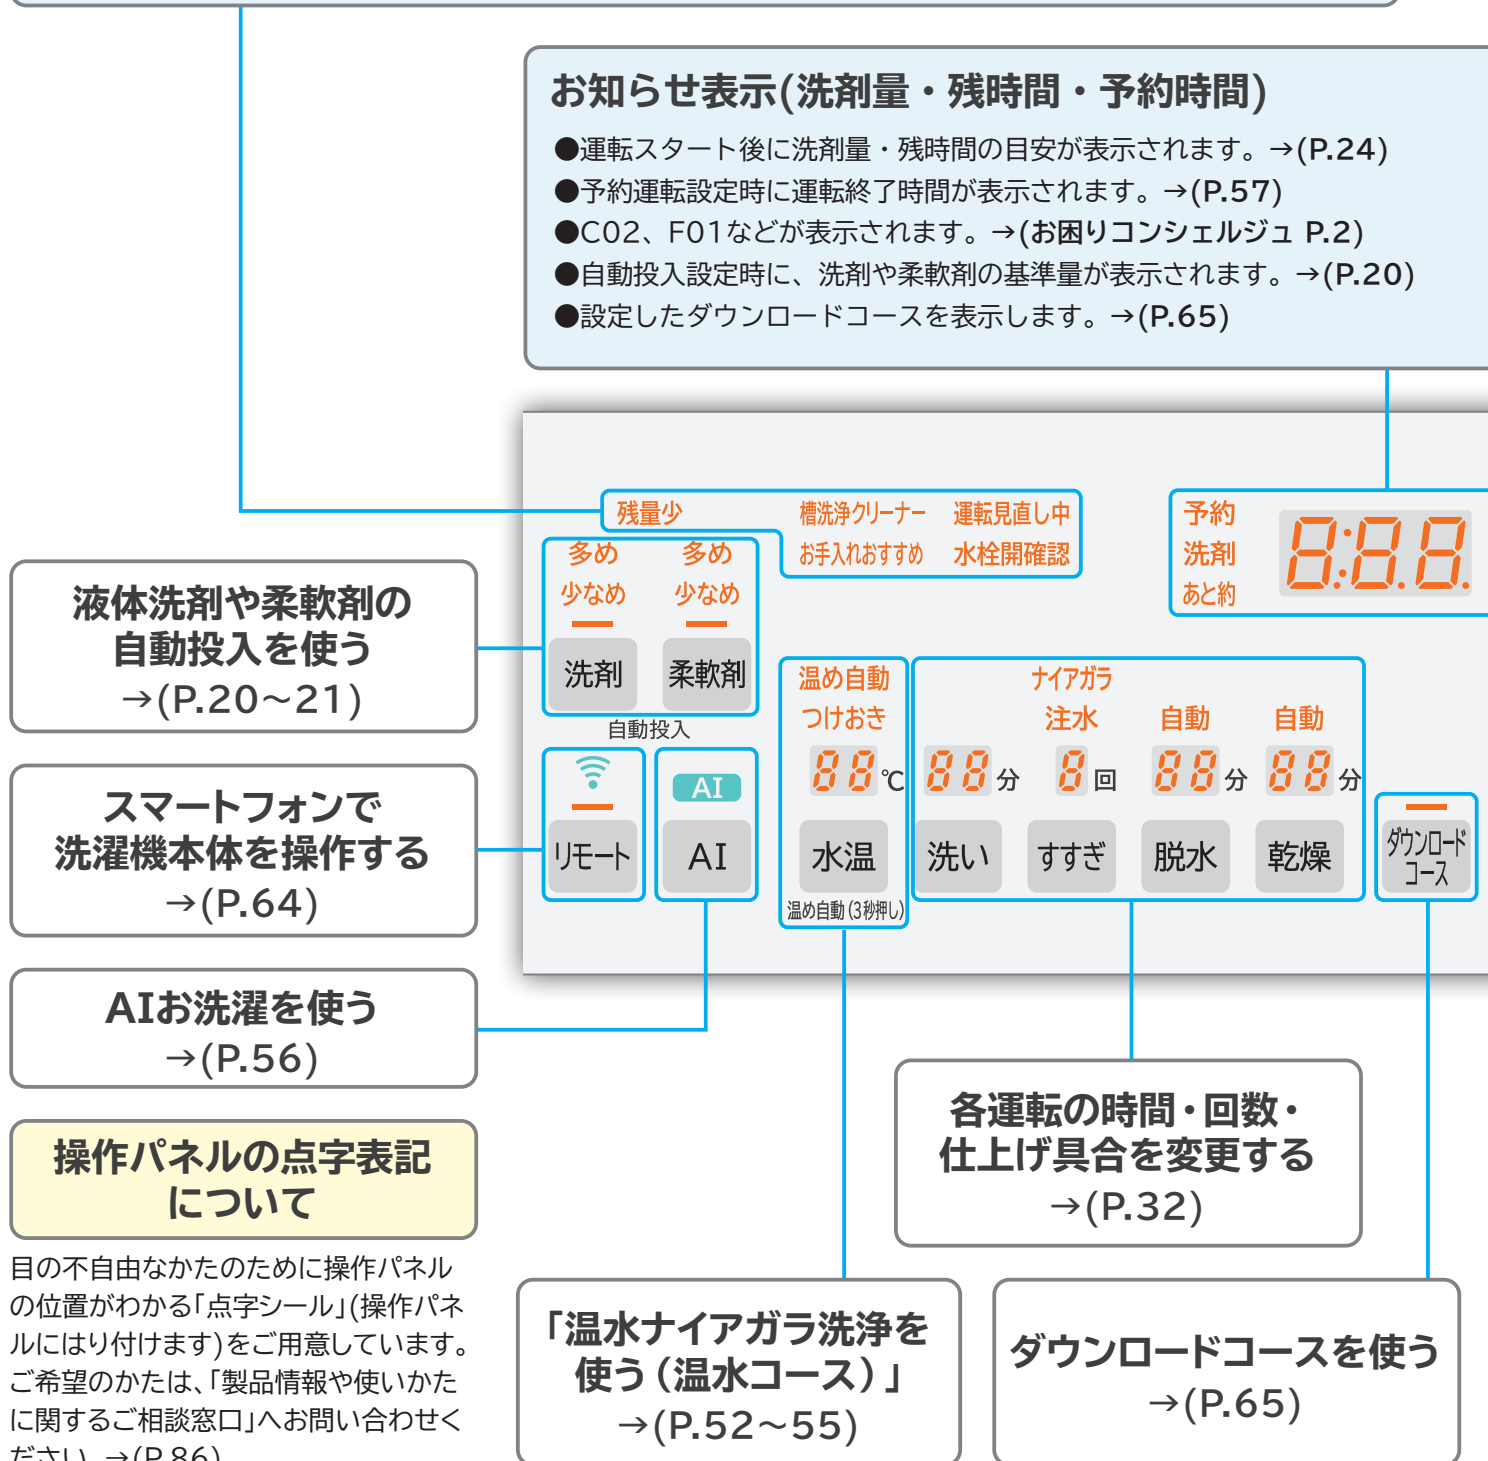 お知らせ表示(洗剤量・残時間・予約時間)
●運転スタート後に洗剤量・残時間の目安が表示されます。→(P.24)
●予約運転設定時に運転終了時間が表示されます。→(P.57)
●C02、F01などが表示されます。→(お困りコンシェルジュ P.2)
●自動投入設定時に、洗剤や柔軟剤の基準量が表示されます。→(P.20)
●設定したダウンロードコースを表示します。→(P.65)
残量少 槽洗浄クリーナー 運転見直し中
お手入れおすすめ 水栓開確認
予約
洗剤
あと約
8:8.8.
多め 多め
少なめ 少なめ
洗剤 柔軟剤
自動投入
AI
リモート AI
温め自動
つけおき
88℃
水温
温め自動(3秒押し)
ナイアガラ
注水 自動 自動
88分 8回 88分 88分
洗い すすぎ 脱水 乾燥
ダウンロード
コース
液体洗剤や柔軟剤の
自動投入を使う
→(P.20～21)
スマートフォンで
洗濯機本体を操作する
→(P.64)
AIお洗濯を使う
→(P.56)
操作パネルの点字表記
について
目の不自由なかたのために操作パネル
の位置がわかる「点字シール」(操作パネ
ルにはり付けます)をご用意しています。
ご希望のかたは、「製品情報や使いかた
に関するご相談窓口」へお問い合わせく
ださい。→(P.86)
各運転の時間・回数・
仕上げ具合を変更する
→(P.32)
「温水ナイアガラ洗浄を
使う(温水コース)」
→(P.52～55)
ダウンロードコースを使う
→(P.65)